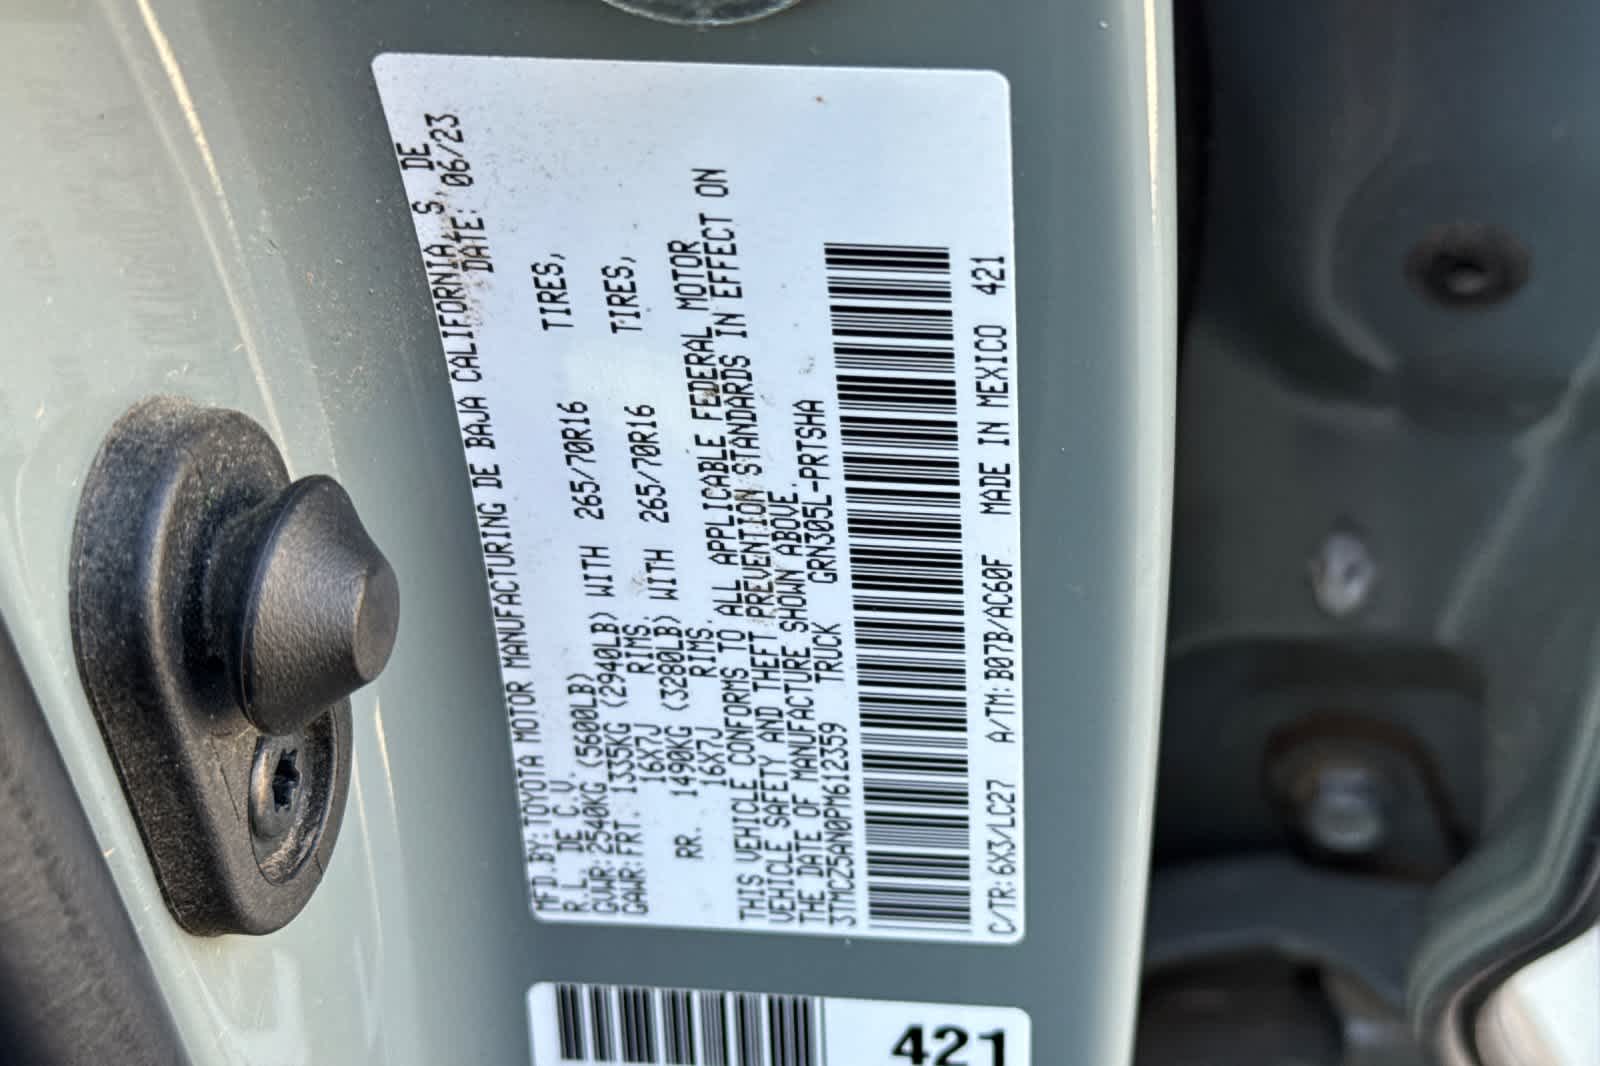 MFD.BY:TOYOTA MOTOR MANUFACTURING DE BAJA CALIFORNIA, S, DE
R.L. DE C.V. DATE: 06/23
GVWR:2540KG (5600LB)
GAWR:FRT. 1335KG (2940LB) WITH 265/70R16 TIRES,
16X7J RIMS.
RR. 1490KG (3280LB) WITH 265/70R16 TIRES,
16X7J RIMS.
THIS VEHICLE CONFORMS TO ALL APPLICABLE FEDERAL MOTOR
VEHICLE SAFETY AND THEFT PREVENTION STANDARDS IN EFFECT ON
THE DATE OF MANUFACTURE SHOWN ABOVE.
3TMCZ5AN0PM612359 TRUCK GRN305L-PRTSHA
C/TR:6X3/LC27 A/TM:B07B/AC60F MADE IN MEXICO 421
421